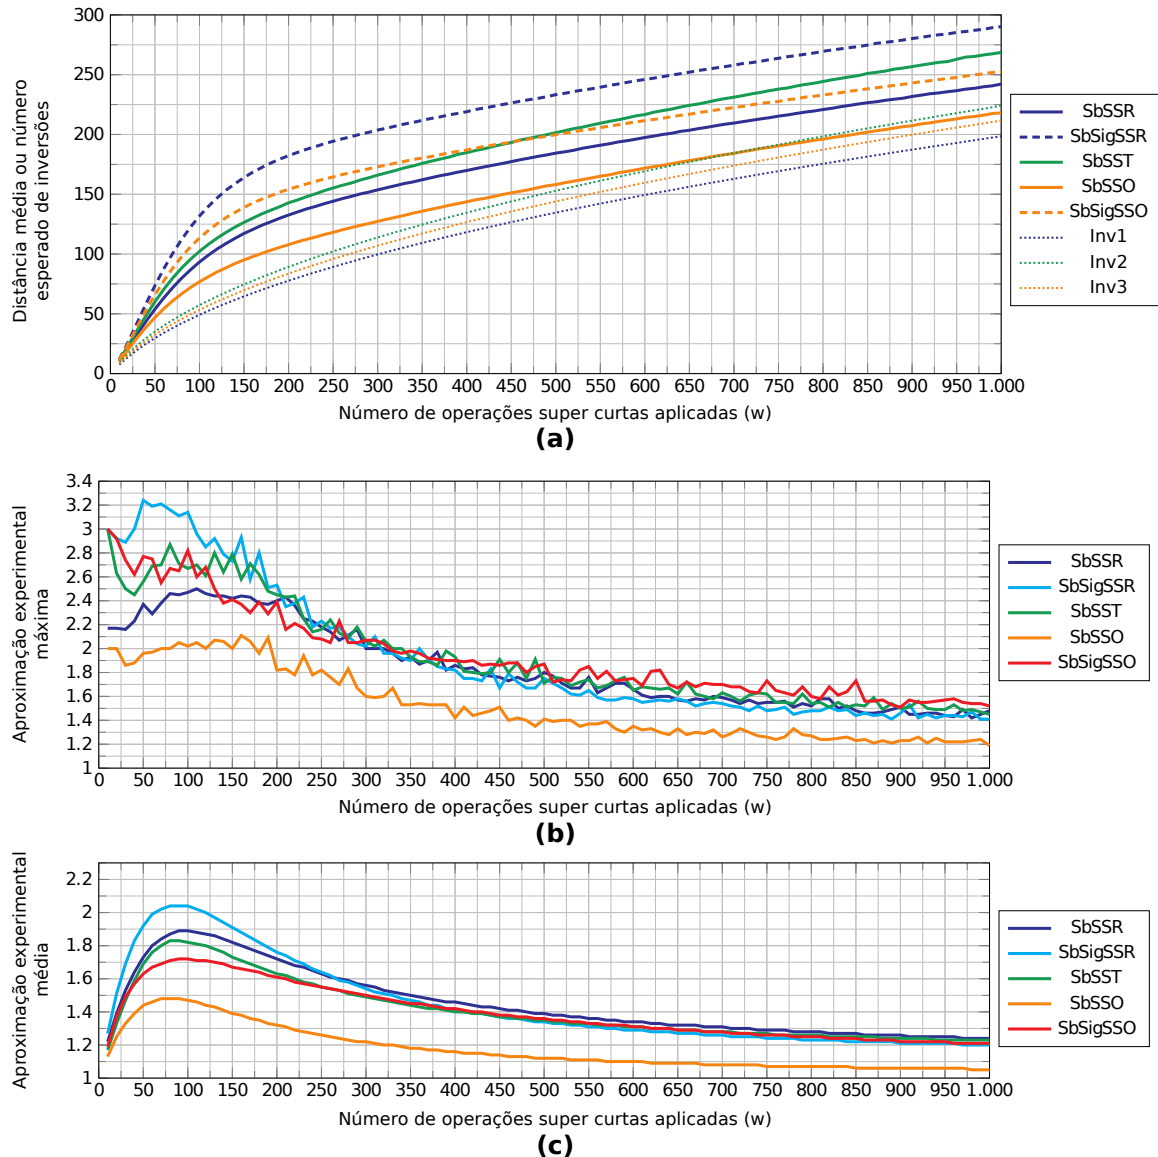 300
250
200
150
100
50
0
Distância média ou número
esperado de inversões
0 50 100 150 200 250 300 350 400 450 500 550 600 650 700 750 800 850 900 950 1.000
Número de operações super curtas aplicadas (w)
(a)
SbSSR
SbSigSSR
SbSST
SbSSO
SbSigSSO
Inv1
Inv2
Inv3
3.4
3.2
3
2.8
2.6
2.4
2.2
2
1.8
1.6
1.4
1.2
1
Aproximação experimental
máxima
0 50 100 150 200 250 300 350 400 450 500 550 600 650 700 750 800 850 900 950 1.000
Número de operações super curtas aplicadas (w)
(b)
SbSSR
SbSigSSR
SbSST
SbSSO
SbSigSSO
2.2
2
1.8
1.6
1.4
1.2
1
Aproximação experimental
média
0 50 100 150 200 250 300 350 400 450 500 550 600 650 700 750 800 850 900 950 1.000
Número de operações super curtas aplicadas (w)
(c)
SbSSR
SbSigSSR
SbSST
SbSSO
SbSigSSO